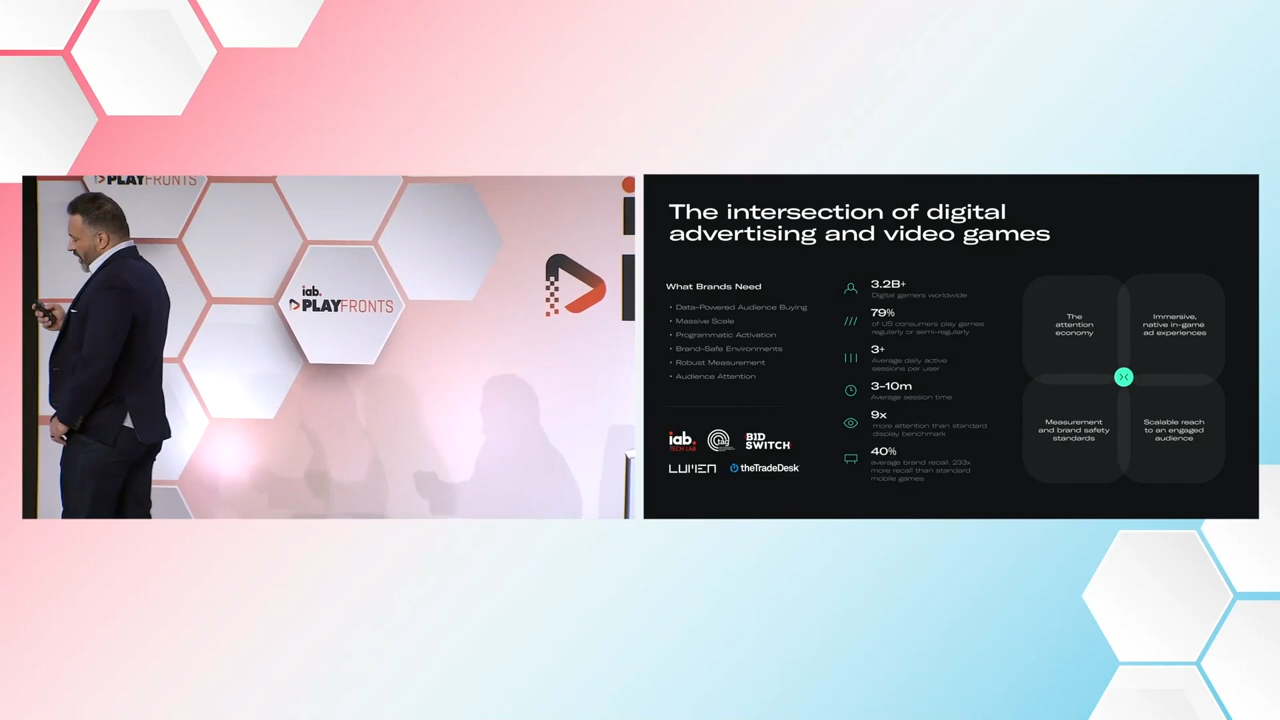 PLAYFRONTS
iab.
PLAYFRONTS
The intersection of digital
advertising and video games
What Brands Need
• Data-Powered Audience Buying
• Massive Scale
• Programmatic Activation
• Brand-Safe Environments
• Robust Measurement
• Audience Attention
iab.
TECH LAB
tag
BID
SWITCH
LUMEN
theTradeDesk
3.2B+
Digital gamers worldwide
79%
of US consumers play games
regularly or semi-regularly
3+
Average daily active
sessions per user
3-10m
Average session time
9x
more attention than standard
display benchmark
40%
average brand recall. 233x
more recall than standard
mobile games
The
attention
economy
Immersive,
native in-game
ad experiences
Measurement
and brand safety
standards
Scalable reach
to an engaged
audience